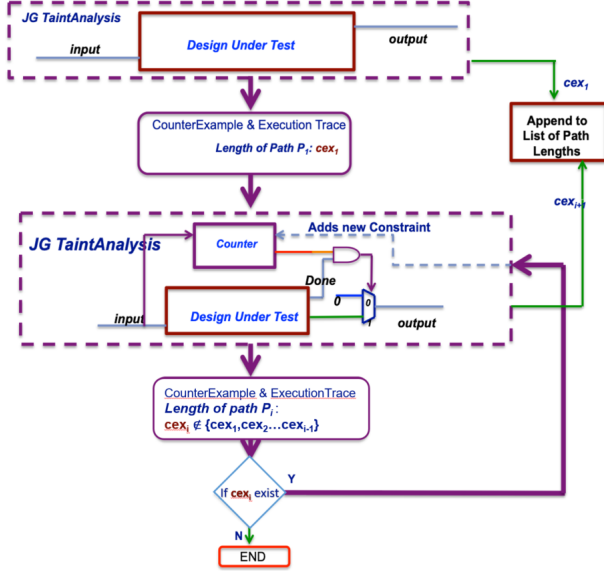 JG TaintAnalysis
input
Design Under Test
output
cex1
Append to
List of Path
Lengths
CounterExample & Execution Trace
Length of Path P1: cex1
cexi+1
JG TaintAnalysis
Counter
Adds new Constraint
Done
0
0
1
input
Design Under Test
output
CounterExample & ExecutionTrace
Length of path Pi:
cexi ∉ {cex1,cex2...cexi-1}
If cexi exist
Y
N
END